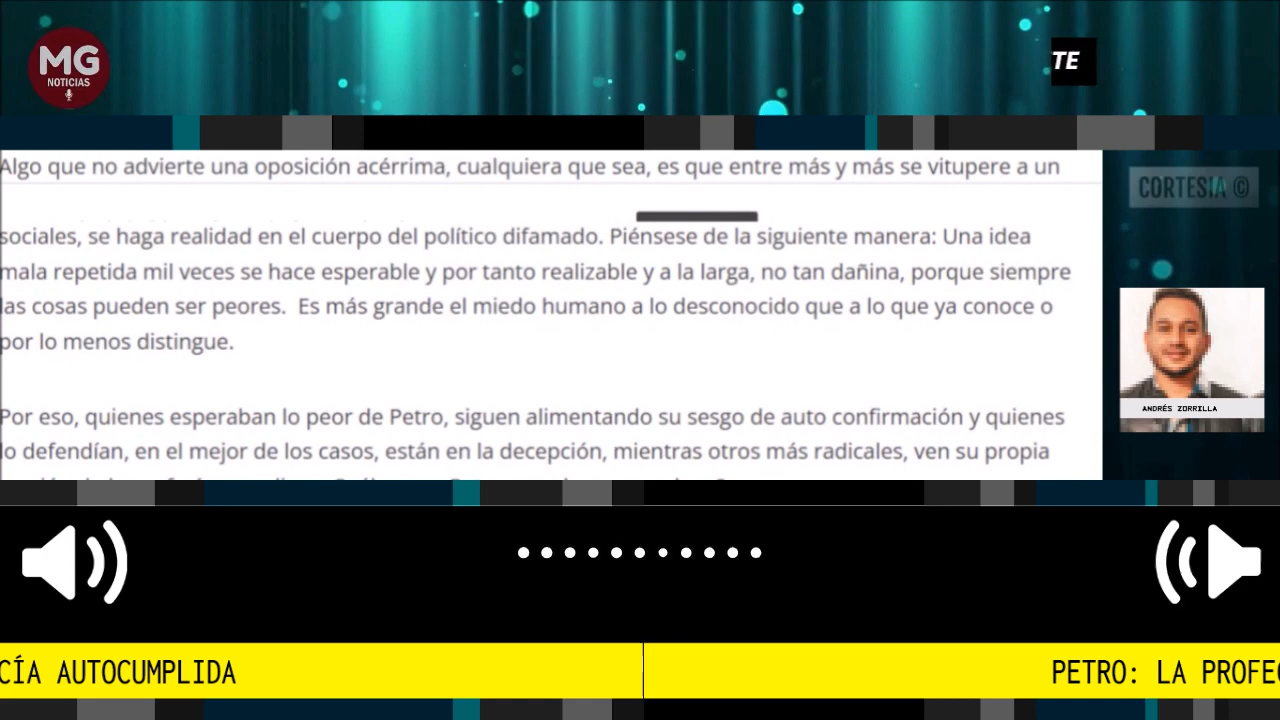 MG
NOTICIAS
TE
Algo que no advierte una oposición acérrima, cualquiera que sea, es que entre más y más se vitupere a un
CORTESIA ©
sociales, se haga realidad en el cuerpo del político difamado. Piénsese de la siguiente manera: Una idea
mala repetida mil veces se hace esperable y por tanto realizable y a la larga, no tan dañina, porque siempre
las cosas pueden ser peores.  Es más grande el miedo humano a lo desconocido que a lo que ya conoce o
por lo menos distingue.
ANDRÉS ZORRILLA
Por eso, quienes esperaban lo peor de Petro, siguen alimentando su sesgo de auto confirmación y quienes
lo defendían, en el mejor de los casos, están en la decepción, mientras otros más radicales, ven su propia
CÍA AUTOCUMPLIDA
PETRO: LA PROFEC